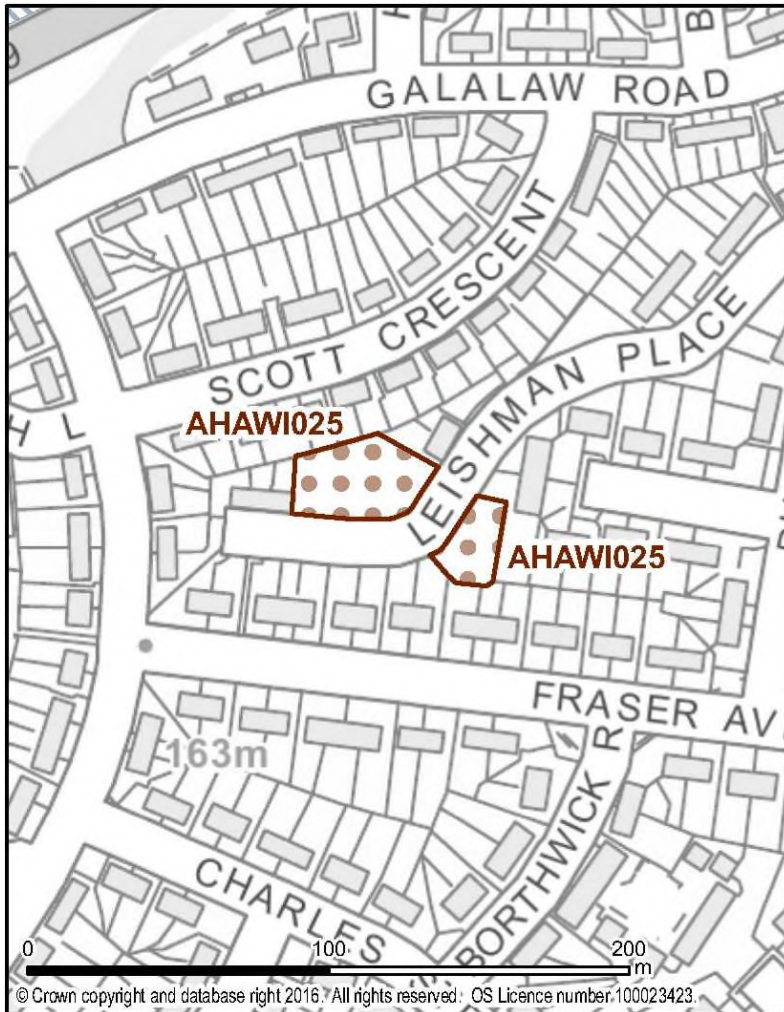 GALALAW ROAD
SCOTT CRESCENT
AHAWI025
LEISHMAN PLACE
AHAWI025
FRASER AV
163m
BORTHWICK R
CHARLES
0 100 200
m
© Crown copyright and database right 2016. All rights reserved. OS Licence number 100023423.